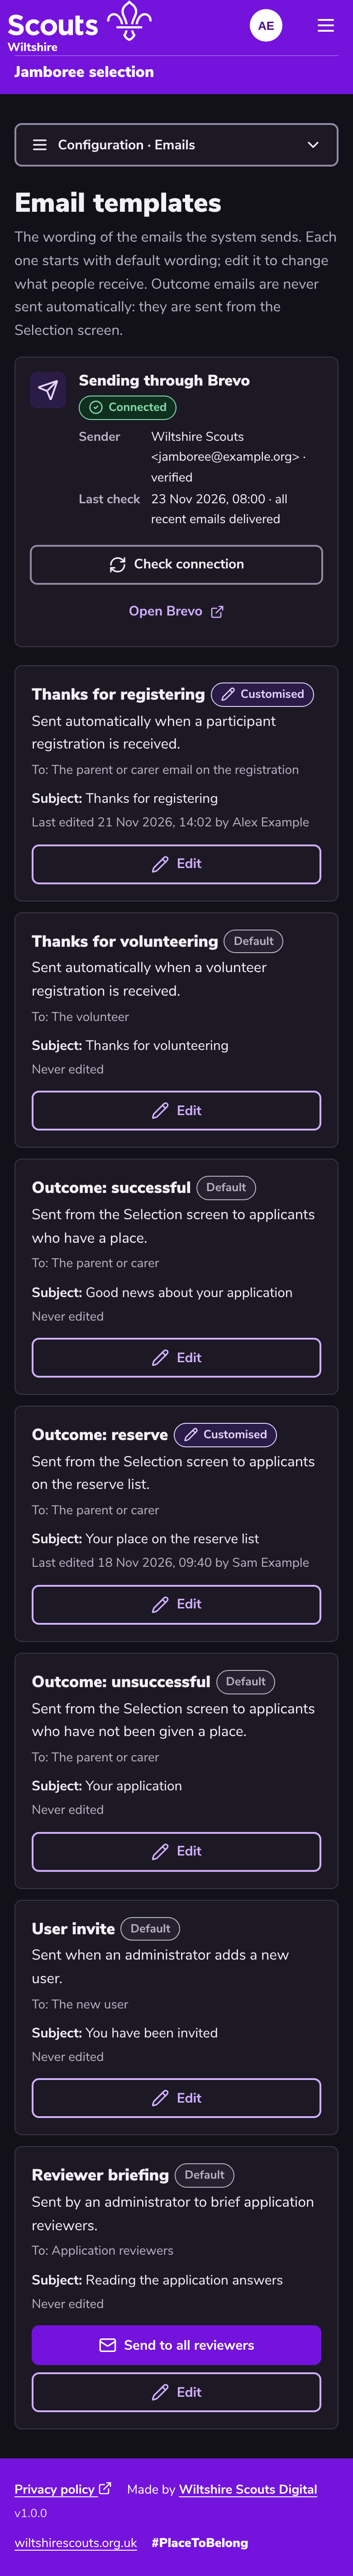 Scouts
Wiltshire
AE
Jamboree selection
Configuration · Emails
Email templates
The wording of the emails the system sends. Each
one starts with default wording; edit it to change
what people receive. Outcome emails are never
sent automatically: they are sent from the
Selection screen.
Sending through Brevo
Connected
Sender Wiltshire Scouts
<jamboree@example.org> ·
verified
Last check 23 Nov 2026, 08:00 · all
recent emails delivered
Check connection
Open Brevo
Thanks for registering Customised
Sent automatically when a participant
registration is received.
To: The parent or carer email on the registration
Subject: Thanks for registering
Last edited 21 Nov 2026, 14:02 by Alex Example
Edit
Thanks for volunteering Default
Sent automatically when a volunteer
registration is received.
To: The volunteer
Subject: Thanks for volunteering
Never edited
Edit
Outcome: successful Default
Sent from the Selection screen to applicants
who have a place.
To: The parent or carer
Subject: Good news about your application
Never edited
Edit
Outcome: reserve Customised
Sent from the Selection screen to applicants
on the reserve list.
To: The parent or carer
Subject: Your place on the reserve list
Last edited 18 Nov 2026, 09:40 by Sam Example
Edit
Outcome: unsuccessful Default
Sent from the Selection screen to applicants
who have not been given a place.
To: The parent or carer
Subject: Your application
Never edited
Edit
User invite Default
Sent when an administrator adds a new
user.
To: The new user
Subject: You have been invited
Never edited
Edit
Reviewer briefing Default
Sent by an administrator to brief application
reviewers.
To: Application reviewers
Subject: Reading the application answers
Never edited
Send to all reviewers
Edit
Privacy policy Made by Wiltshire Scouts Digital
v1.0.0
wiltshirescouts.org.uk #PlaceToBelong